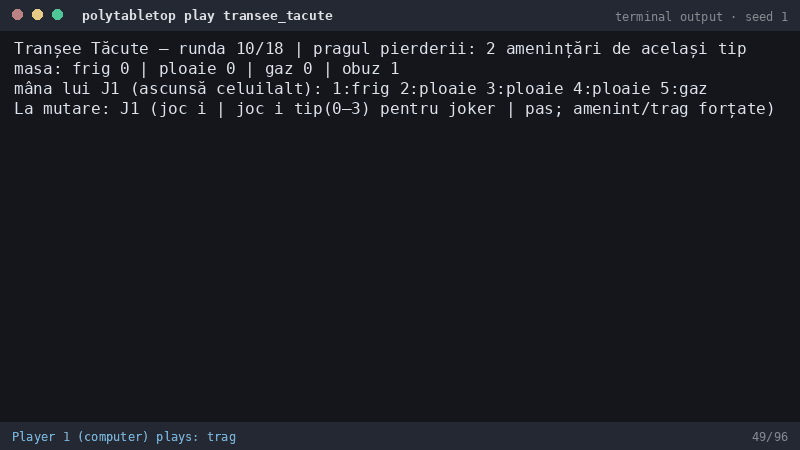 polytabletop play transee_tacute
terminal output · seed 1
Tranșee Tăcute — runda 10/18 | pragul pierderii: 2 amenințări de același tip
masa: frig 0 | ploaie 0 | gaz 0 | obuz 1
mâna lui J1 (ascunsă celuilalt): 1:frig 2:ploaie 3:ploaie 4:ploaie 5:gaz
La mutare: J1 (joc i | joc i tip(0–3) pentru joker | pas; amenint/trag forțate)
Player 1 (computer) plays: trag
49/96